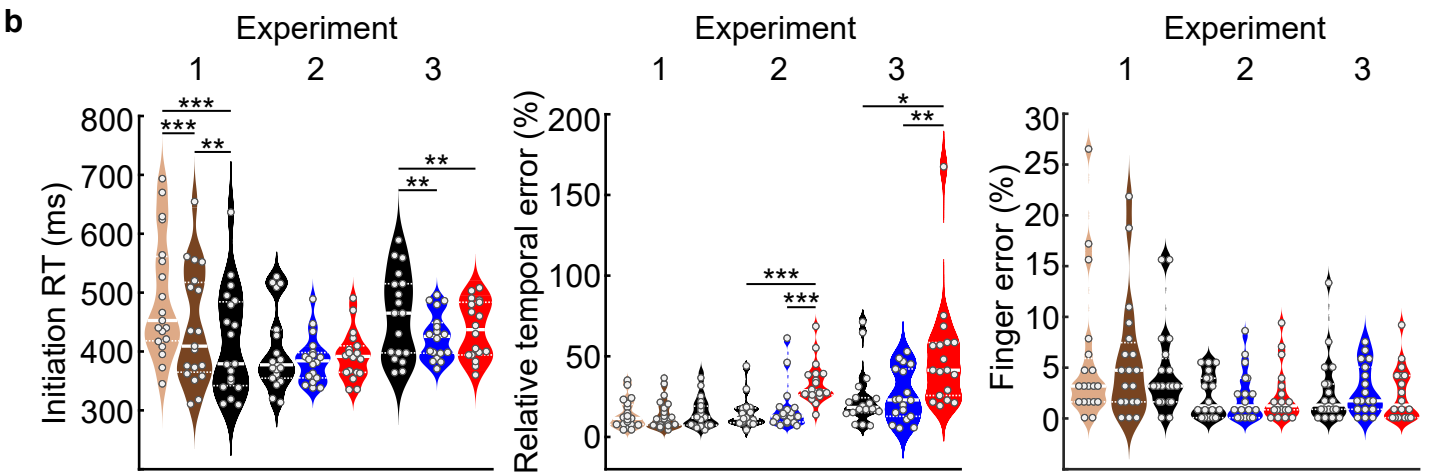 b
Experiment
1 2 3
Initiation RT (ms)
800
700
600
500
400
300
***
***
**
**
**
Experiment
1 2 3
Relative temporal error (%)
200
150
100
50
0
*
**
***
***
Experiment
1 2 3
Finger error (%)
30
25
20
15
10
5
0